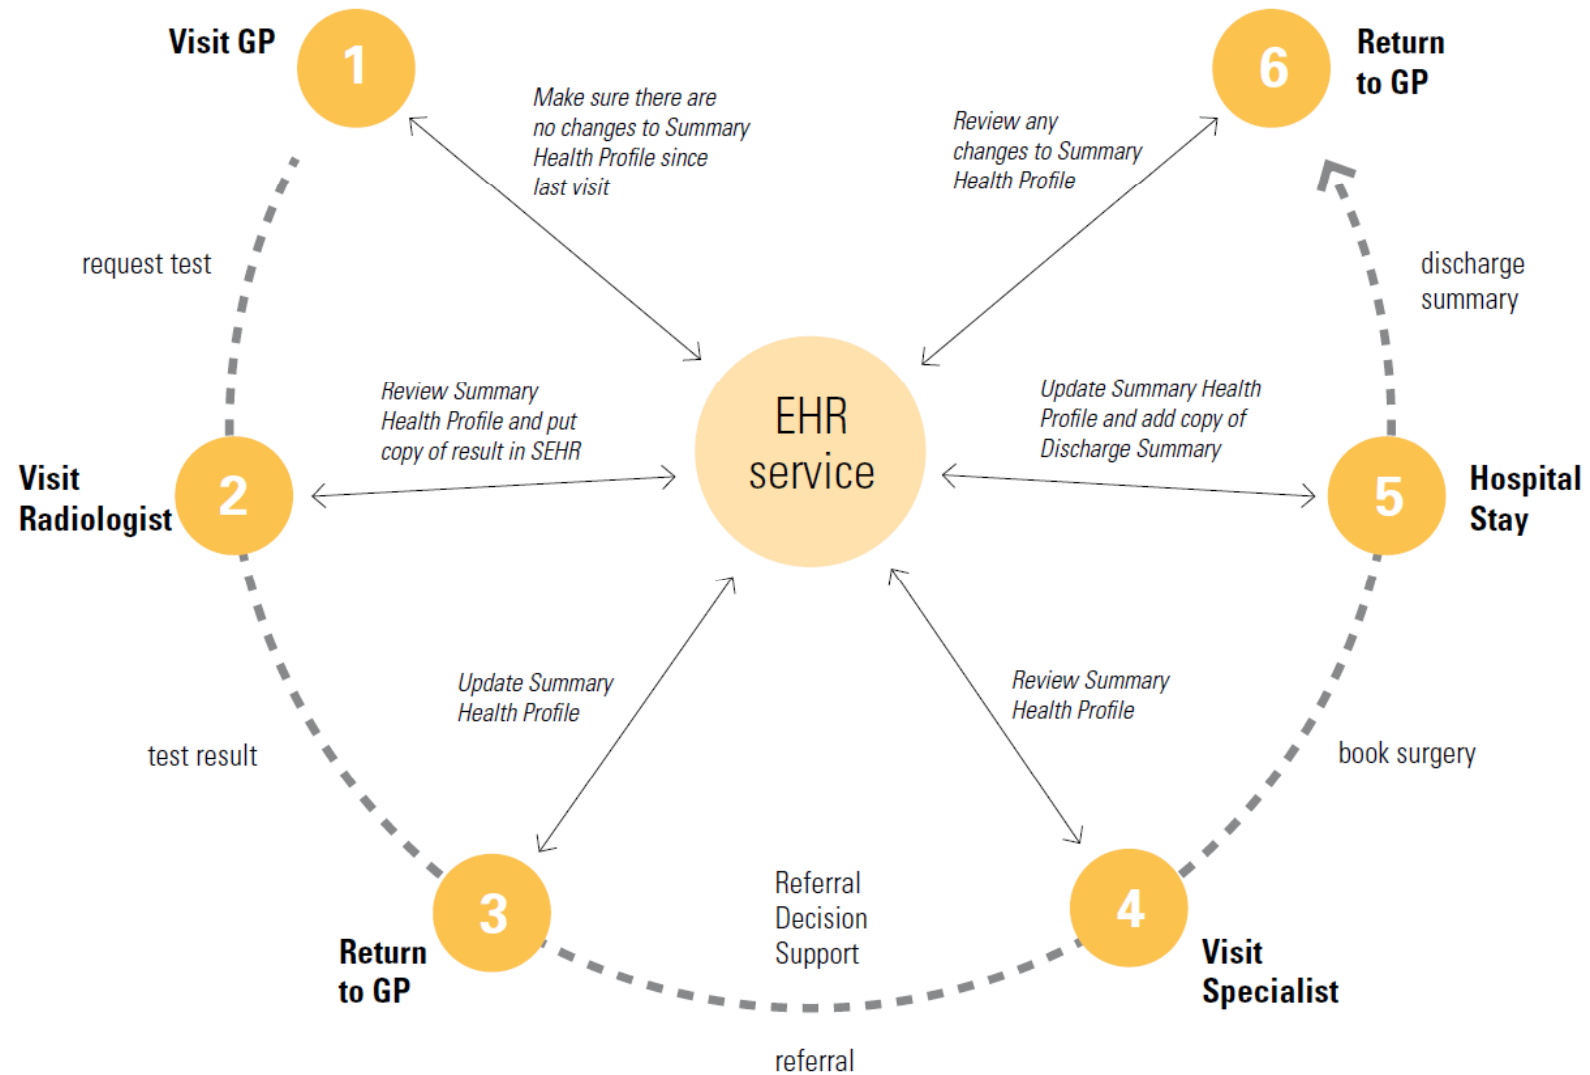 Visit GP
1
Make sure there are
no changes to Summary
Health Profile since
last visit
request test
Review Summary
Health Profile and put
copy of result in SEHR
Visit
Radiologist
2
test result
Update Summary
Health Profile
3
Return
to GP
EHR
service
Referral
Decision
Support
referral
Review Summary
Health Profile
4
Visit
Specialist
book surgery
Update Summary Health
Profile and add copy of
Discharge Summary
5
Hospital
Stay
discharge
summary
Review any
changes to Summary
Health Profile
6
Return
to GP